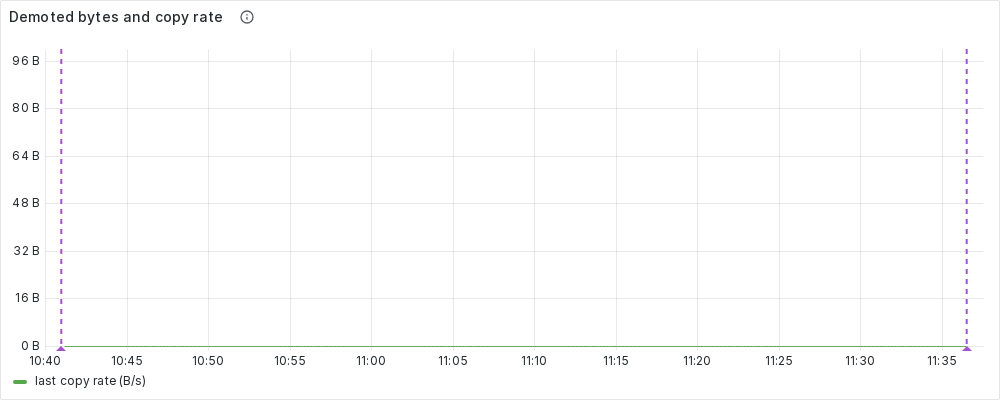 Demoted bytes and copy rate
96 B
80 B
64 B
48 B
32 B
16 B
0 B
10:40 10:45 10:50 10:55 11:00 11:05 11:10 11:15 11:20 11:25 11:30 11:35
last copy rate (B/s)